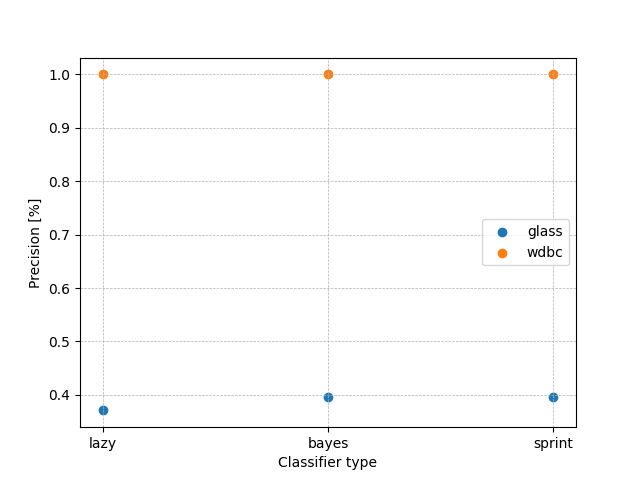 1.0
0.9
0.8
0.7
0.6
0.5
0.4
Precision [%]
glass
wdbc
lazy bayes sprint
Classifier type